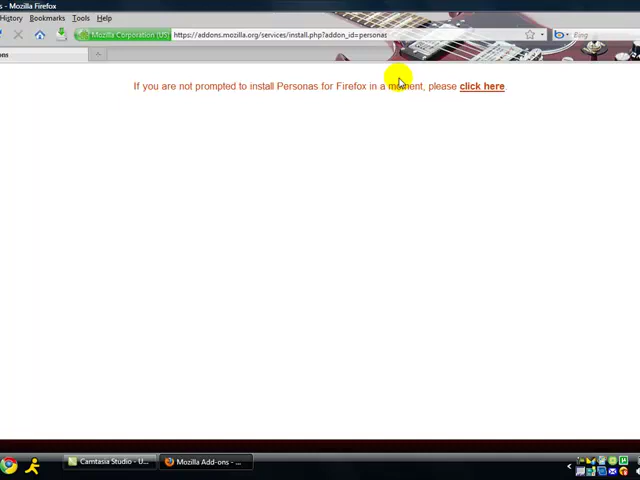 s - Mozilla Firefox
History Bookmarks Tools Help
Mozilla Corporation (US) https://addons.mozilla.org/services/install.php?addon_id=personas Bing
ons
If you are not prompted to install Personas for Firefox in a moment, please click here.
Camtasia Studio - U... Mozilla Add-ons - ...